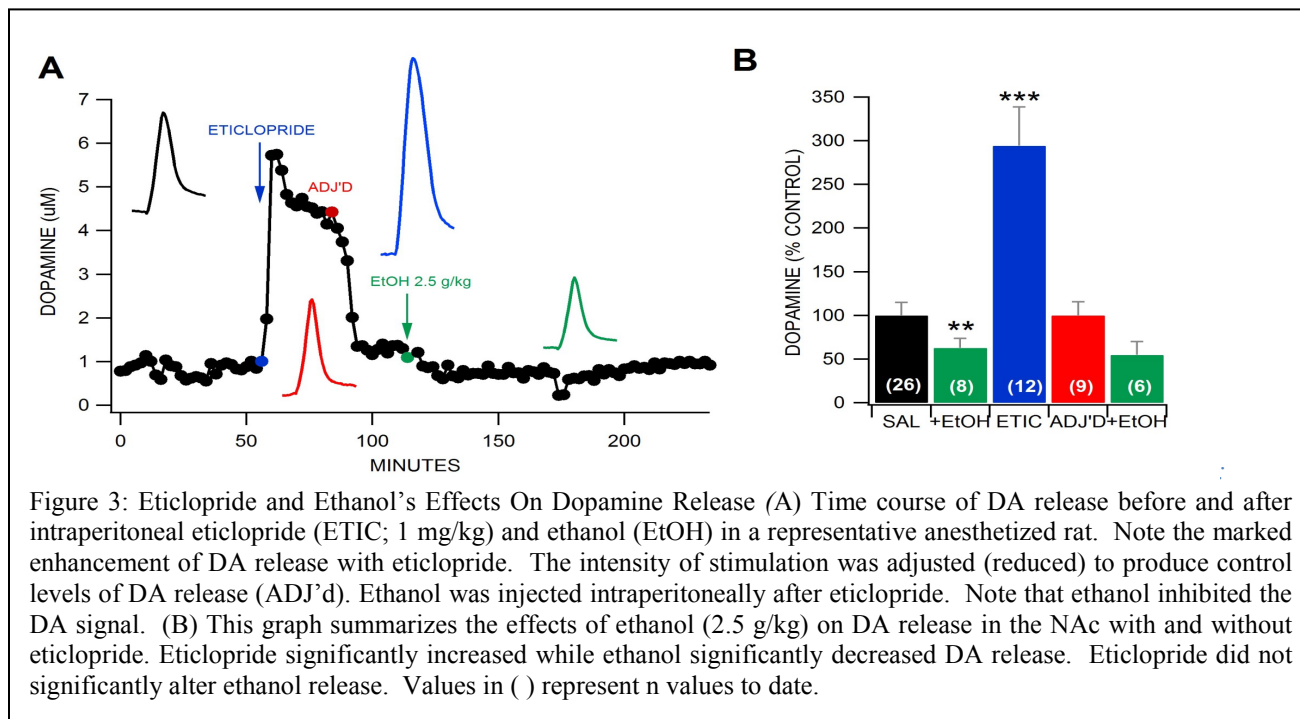 A
7
6
5
4
3
2
1
0
DOPAMINE (uM)
ETICLOPRIDE
ADJ'D
EtOH 2.5 g/kg
0 50 100 150 200
MINUTES
B
350
300
250
200
150
100
50
0
DOPAMINE (% CONTROL)
***
**
(26) (8) (12) (9) (6)
SAL +EtOH ETIC ADJ'D +EtOH
Figure 3: Eticlopride and Ethanol’s Effects On Dopamine Release (A) Time course of DA release before and after
intraperitoneal eticlopride (ETIC; 1 mg/kg) and ethanol (EtOH) in a representative anesthetized rat. Note the marked
enhancement of DA release with eticlopride. The intensity of stimulation was adjusted (reduced) to produce control
levels of DA release (ADJ’d). Ethanol was injected intraperitoneally after eticlopride. Note that ethanol inhibited the
DA signal. (B) This graph summarizes the effects of ethanol (2.5 g/kg) on DA release in the NAc with and without
eticlopride. Eticlopride significantly increased while ethanol significantly decreased DA release. Eticlopride did not
significantly alter ethanol release. Values in ( ) represent n values to date.